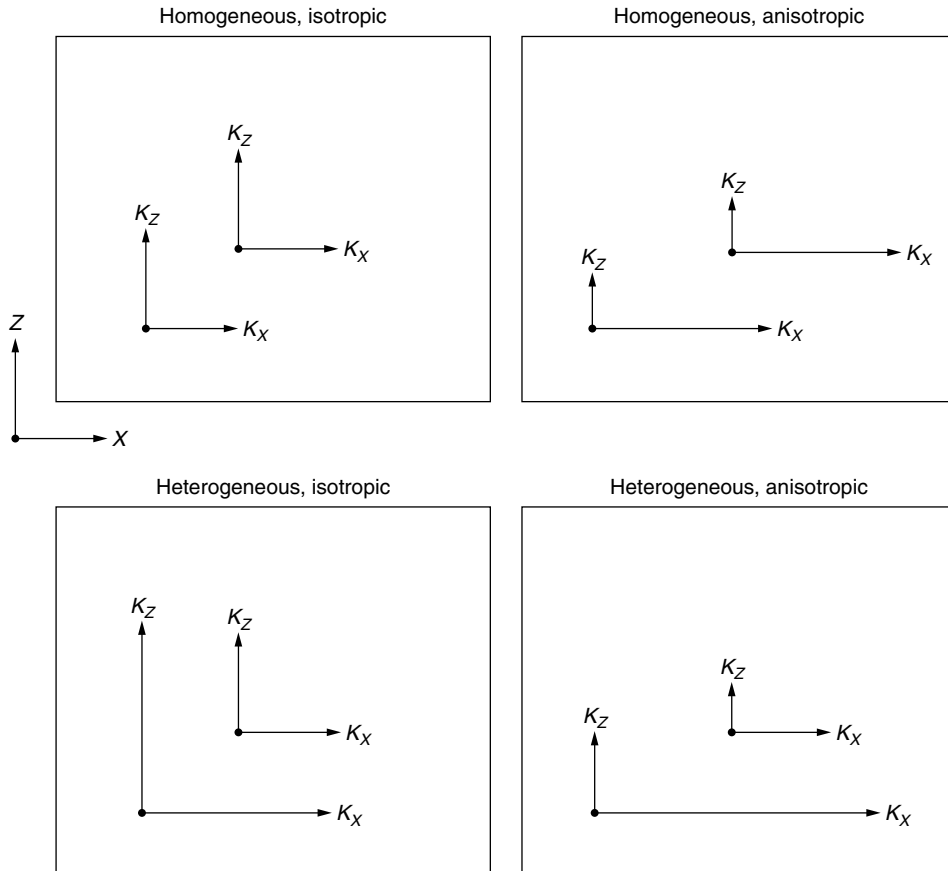 Homogeneous, isotropic
Homogeneous, anisotropic
K_Z
K_X
K_Z
K_X
K_Z
K_X
K_Z
K_X
Z
X
Heterogeneous, isotropic
Heterogeneous, anisotropic
K_Z
K_X
K_Z
K_X
K_Z
K_X
K_Z
K_X